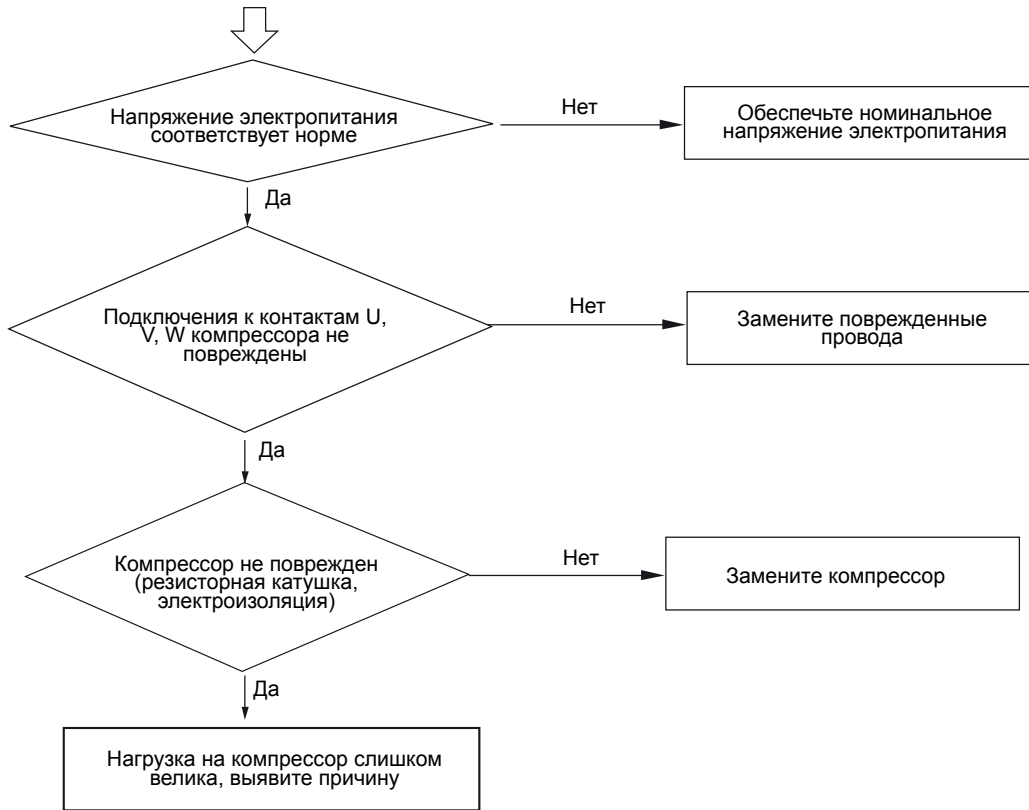 Напряжение электропитания
соответствует норме
Нет
Обеспечьте номинальное
напряжение электропитания
Да
Подключения к контактам U,
V, W компрессора не
повреждены
Нет
Замените поврежденные
провода
Да
Компрессор не поврежден
(резисторная катушка,
электроизоляция)
Нет
Замените компрессор
Да
Нагрузка на компрессор слишком
велика, выявите причину